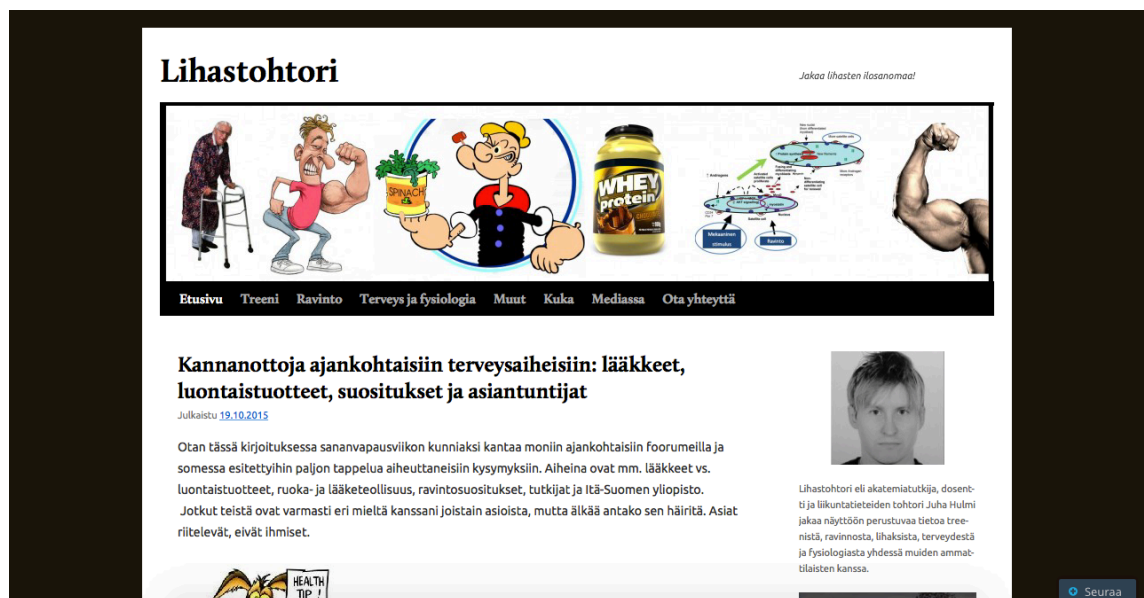 Lihastohtori
Jakaa lihasten ilosanomaa!
SPINACH
WHEY
protein
Mekaaninen
stimulus
Ravinto
Etusivu Treeni Ravinto Terveys ja fysiologia Muut Kuka Mediassa Ota yhteyttä
Kannanottoja ajankohtaisiin terveysaiheisiin: lääkkeet,
luontaistuotteet, suositukset ja asiantuntijat
Julkaistu 19.10.2015
Otan tässä kirjoituksessa sananvapausviikon kunniaksi kantaa moniin ajankohtaisiin foorumeilla ja
somessa esitettyihin paljon tappelua aiheuttaneisiin kysymyksiin. Aiheina ovat mm. lääkkeet vs.
luontaistuotteet, ruoka- ja lääketeollisuus, ravintosuositukset, tutkijat ja Itä-Suomen yliopisto.
Jotkut teistä ovat varmasti eri mieltä kanssani joistain asioista, mutta älkää antako sen häiritä. Asiat
riitelevät, eivät ihmiset.
HEALTH
TIP !
Lihastohtori eli akatemiatutkija, dosent-
ti ja liikuntatieteiden tohtori Juha Hulmi
jakaa näyttöön perustuvaa tietoa tree-
nistä, ravinnosta, lihaksista, terveydestä
ja fysiologiasta yhdessä muiden ammat-
tilaisten kanssa.
Seuraa